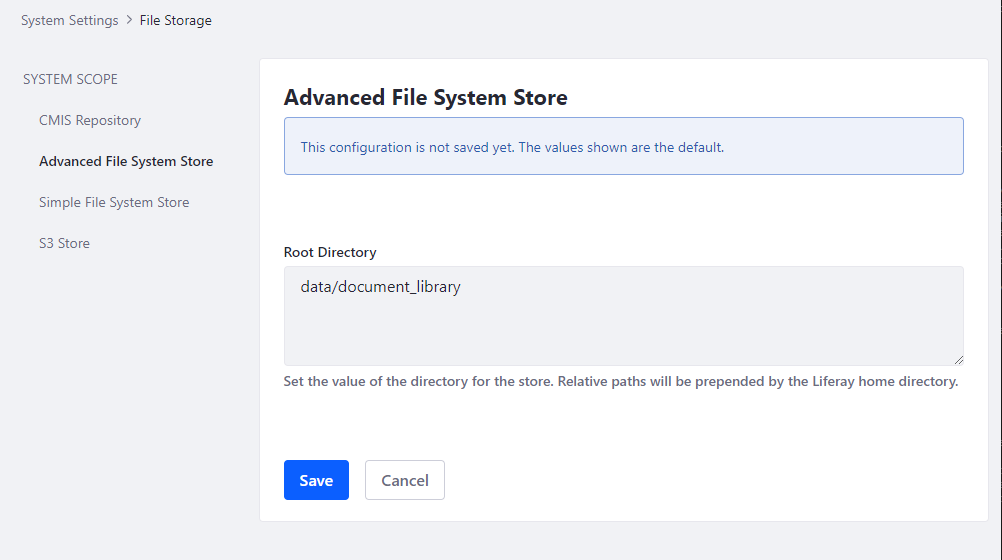 System Settings > File Storage
SYSTEM SCOPE
CMIS Repository
Advanced File System Store
Simple File System Store
S3 Store
Advanced File System Store
This configuration is not saved yet. The values shown are the default.
Root Directory
data/document_library
Set the value of the directory for the store. Relative paths will be prepended by the Liferay home directory.
Save Cancel